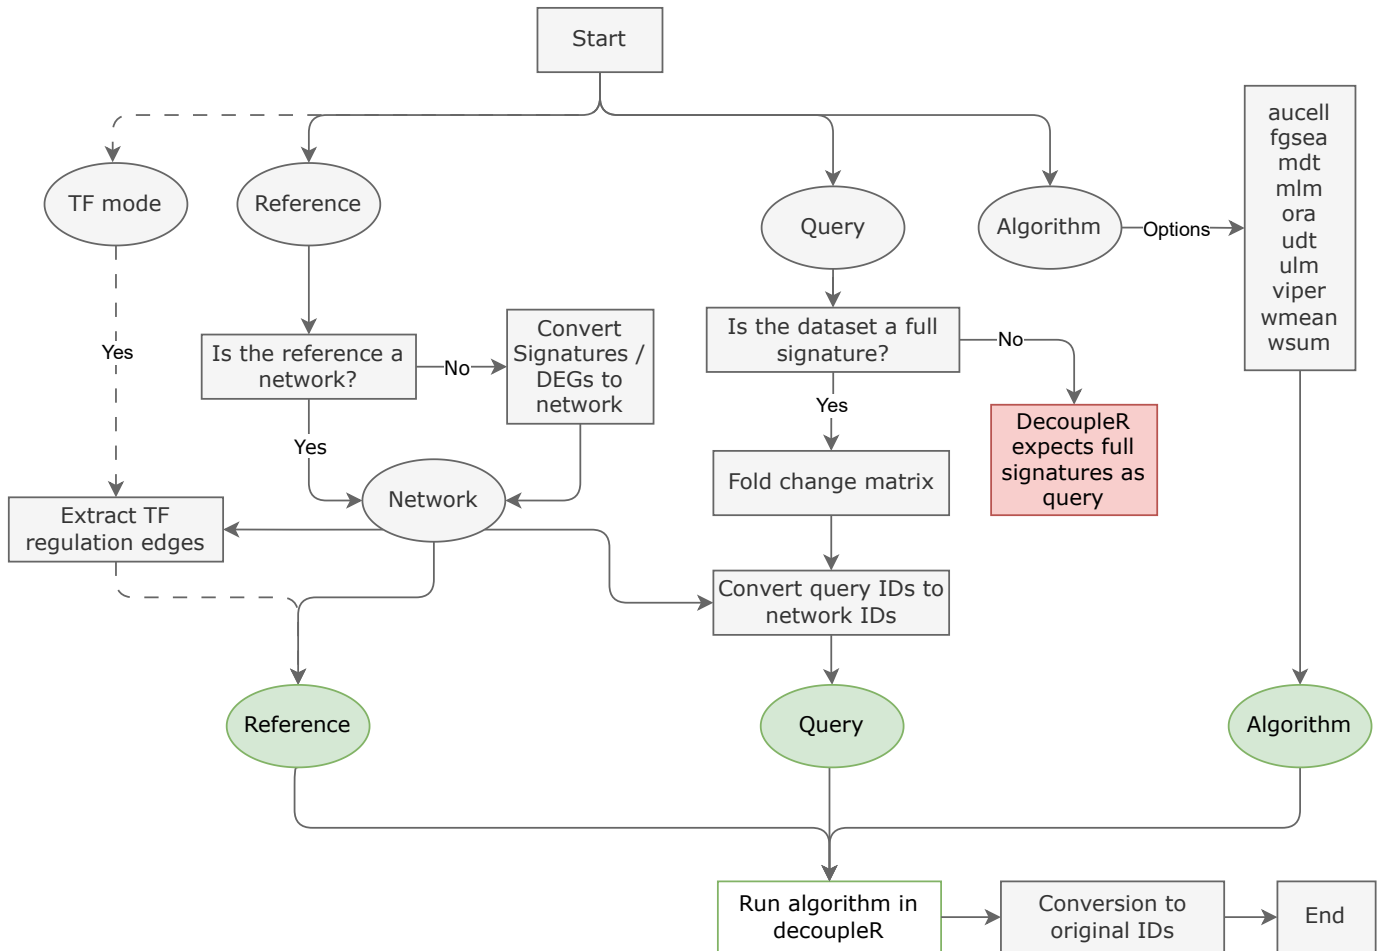 Start
TF mode
Reference
Query
Algorithm
Options
aucell
fgsea
mdt
mlm
ora
udt
ulm
viper
wmean
wsum
Yes
Is the reference a
network?
No
Convert
Signatures /
DEGs to
network
Yes
Network
Is the dataset a full
signature?
No
DecoupleR
expects full
signatures as
query
Yes
Fold change matrix
Extract TF
regulation edges
Convert query IDs to
network IDs
Reference
Query
Algorithm
Run algorithm in
decoupleR
Conversion to
original IDs
End